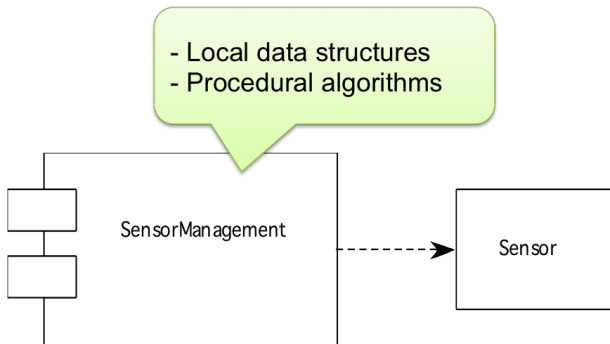 - Local data structures
- Procedural algorithms
SensorManagement
Sensor